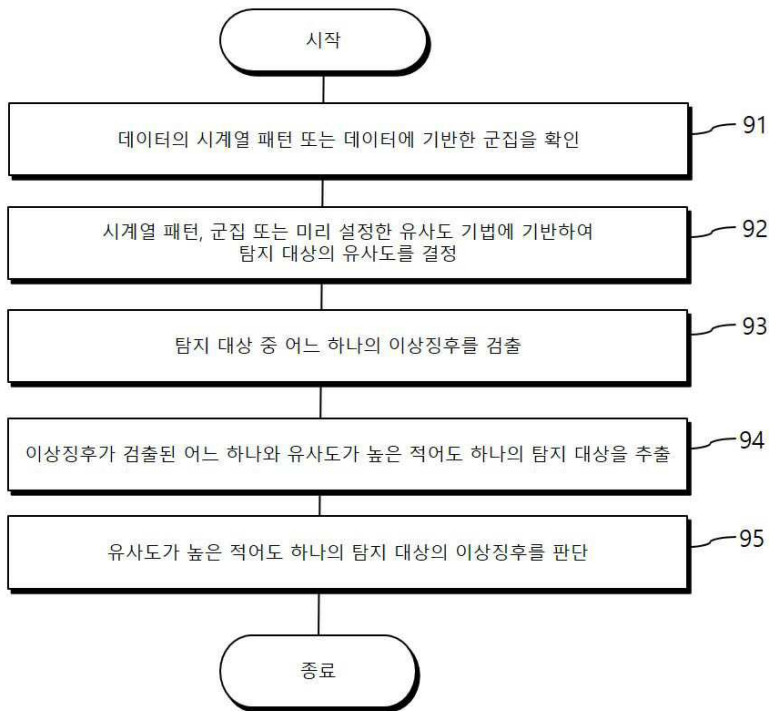 시작
데이터의 시계열 패턴 또는 데이터에 기반한 군집을 확인
91
시계열 패턴, 군집 또는 미리 설정한 유사도 기법에 기반하여
탐지 대상의 유사도를 결정
92
탐지 대상 중 어느 하나의 이상징후를 검출
93
이상징후가 검출된 어느 하나와 유사도가 높은 적어도 하나의 탐지 대상을 추출
94
유사도가 높은 적어도 하나의 탐지 대상의 이상징후를 판단
95
종료